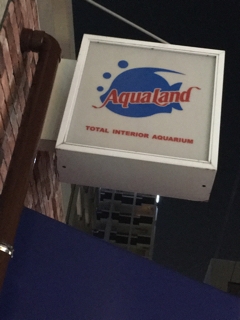 AquaLand
TOTAL INTERIOR AQUARIUM